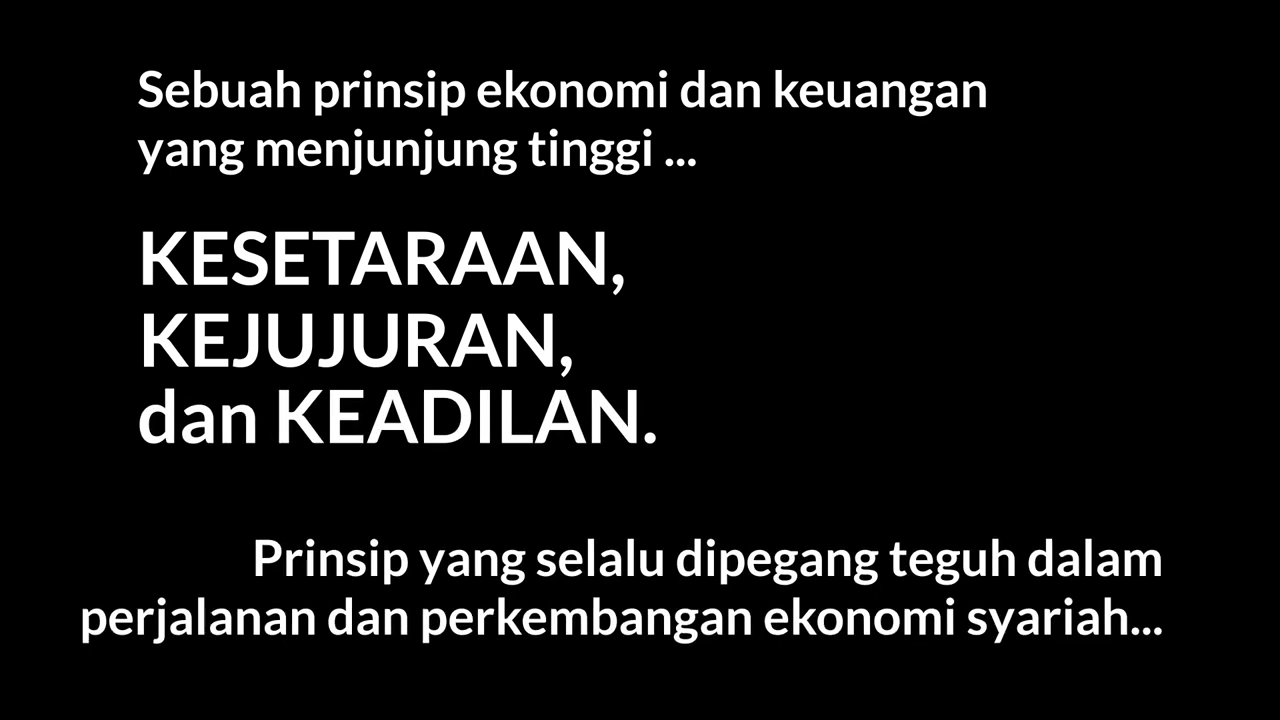 Sebuah prinsip ekonomi dan keuangan
yang menjunjung tinggi ...
KESETARAAN,
KEJUJURAN,
dan KEADILAN.
Prinsip yang selalu dipegang teguh dalam
perjalanan dan perkembangan ekonomi syariah...